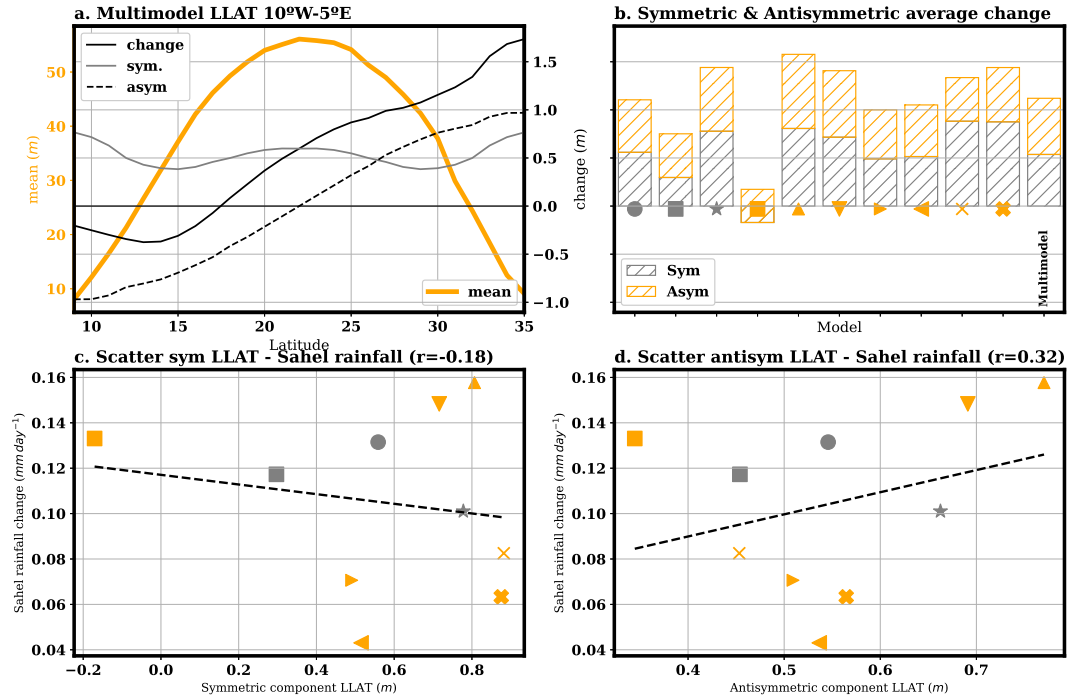 a. Multimodel LLAT 10ºW-5ºE
change
sym.
asym
mean
mean (m)
50
40
30
20
10
1.5
1.0
0.5
0.0
−0.5
−1.0
change (m)
10
15
20
25
30
35
Latitude
b. Symmetric & Antisymmetric average change
Sym
Asym
Multimodel
Model
c. Scatter sym LLAT - Sahel rainfall (r=-0.18)
Sahel rainfall change (mm day⁻¹)
0.16
0.14
0.12
0.10
0.08
0.06
0.04
−0.2
0.0
0.2
0.4
0.6
0.8
Symmetric component LLAT (m)
d. Scatter antisym LLAT - Sahel rainfall (r=0.32)
Sahel rainfall change (mm day⁻¹)
0.16
0.14
0.12
0.10
0.08
0.06
0.04
0.4
0.5
0.6
0.7
Antisymmetric component LLAT (m)